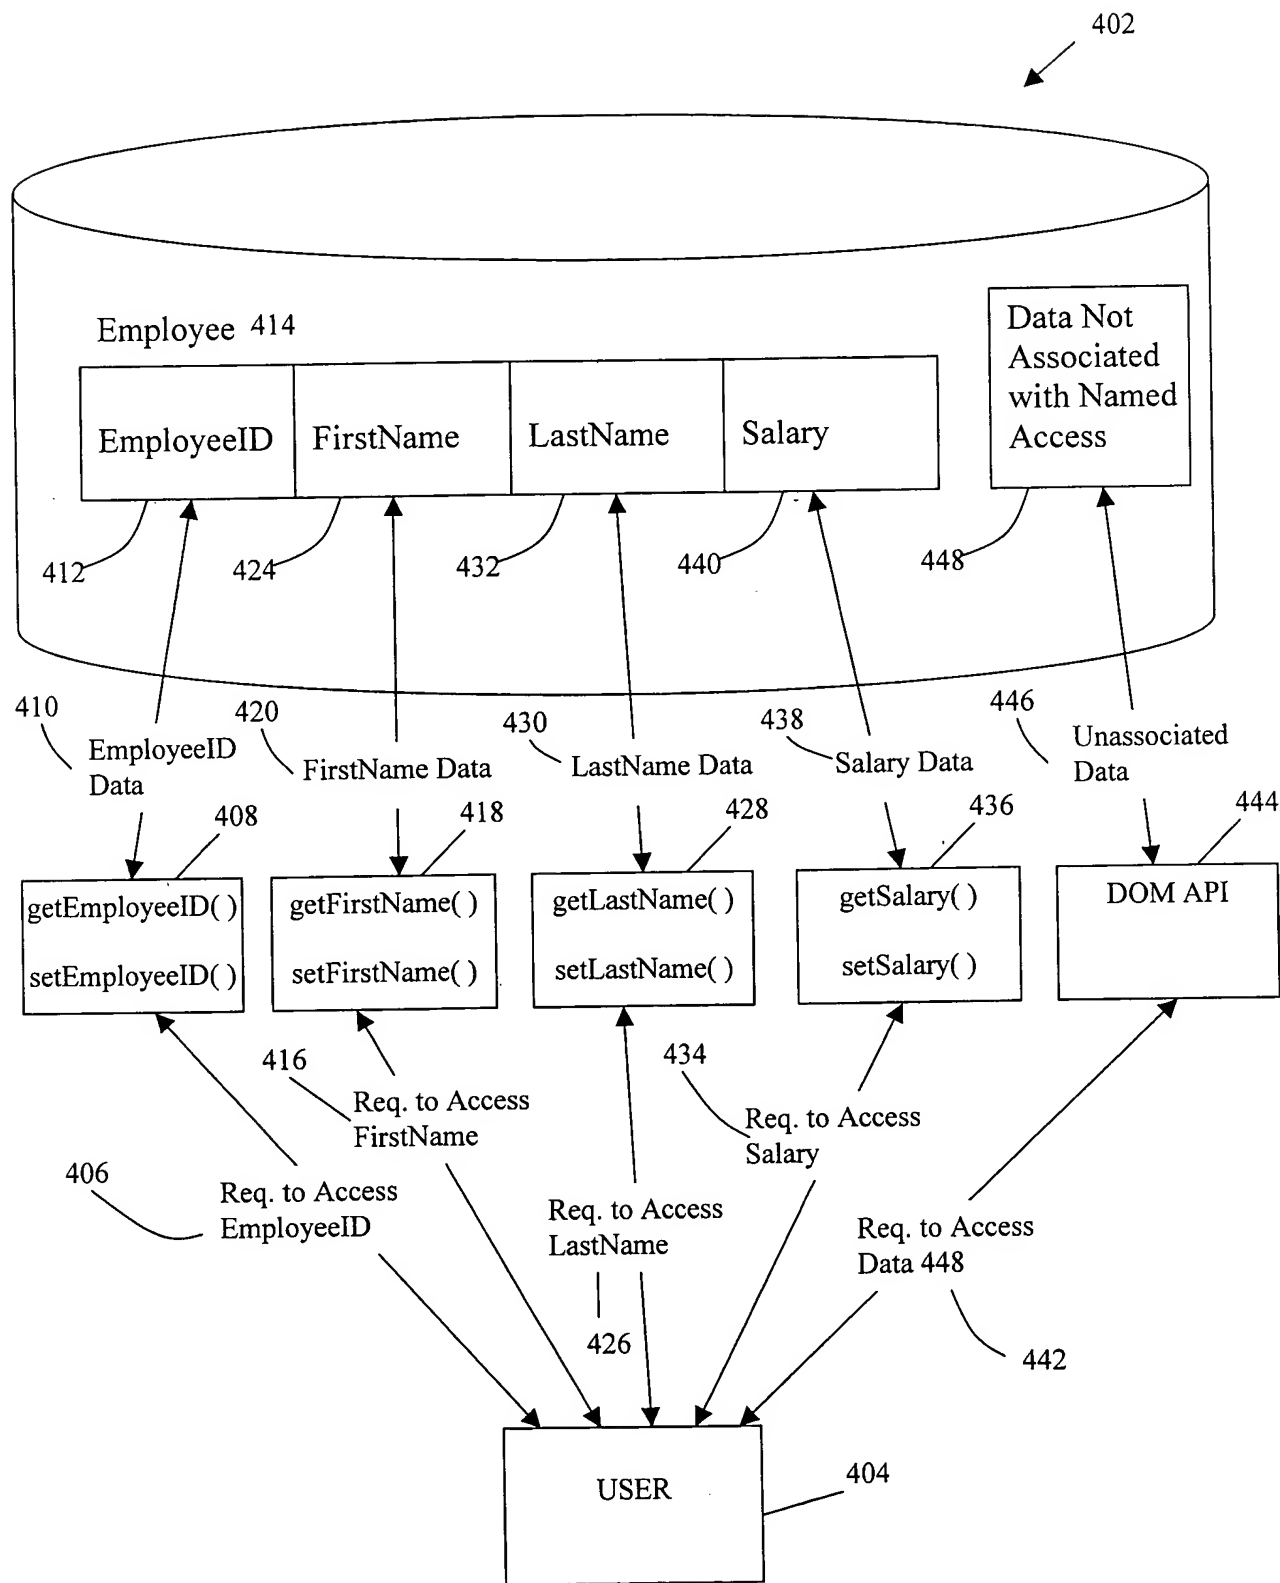 402
Employee 414
EmployeeID
FirstName
LastName
Salary
Data Not
Associated
with Named
Access
412
424
432
440
448
410
EmployeeID
Data
420
FirstName Data
430
LastName Data
438
Salary Data
446
Unassociated
Data
408
418
428
436
444
getEmployeeID( )
setEmployeeID( )
getFirstName( )
setFirstName( )
getLastName( )
setLastName( )
getSalary( )
setSalary( )
DOM API
416
Req. to Access
FirstName
434
Req. to Access
Salary
406
Req. to Access
EmployeeID
Req. to Access
LastName
426
Req. to Access
Data 448
442
USER
404